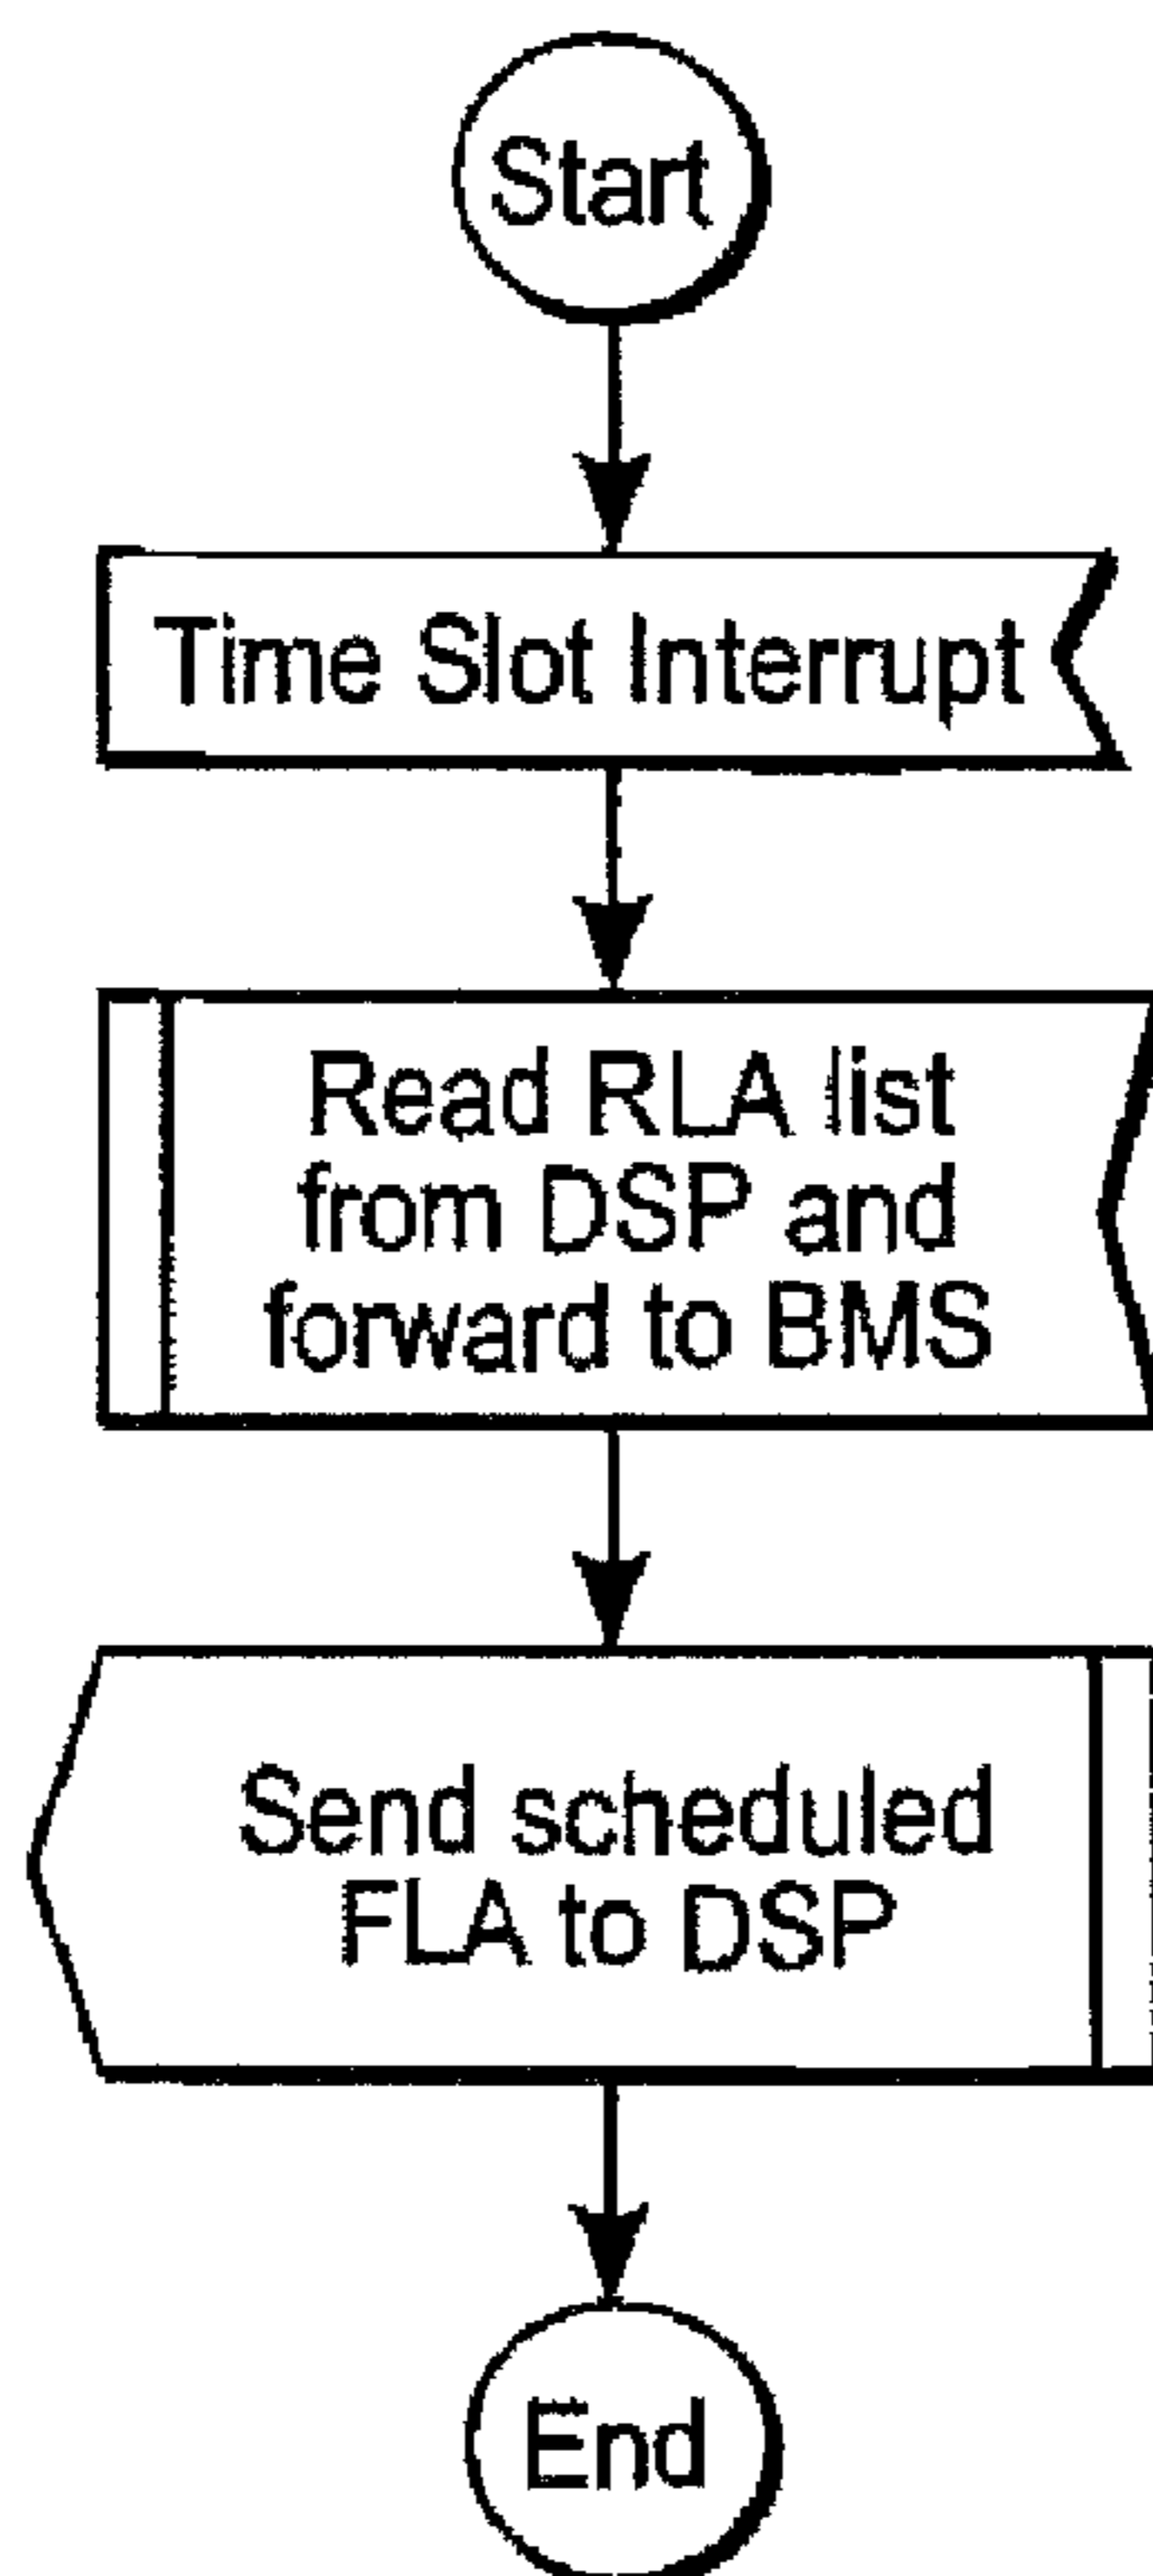 Start
Time Slot Interrupt
Read RLA list
from DSP and
forward to BMS
Send scheduled
FLA to DSP
End